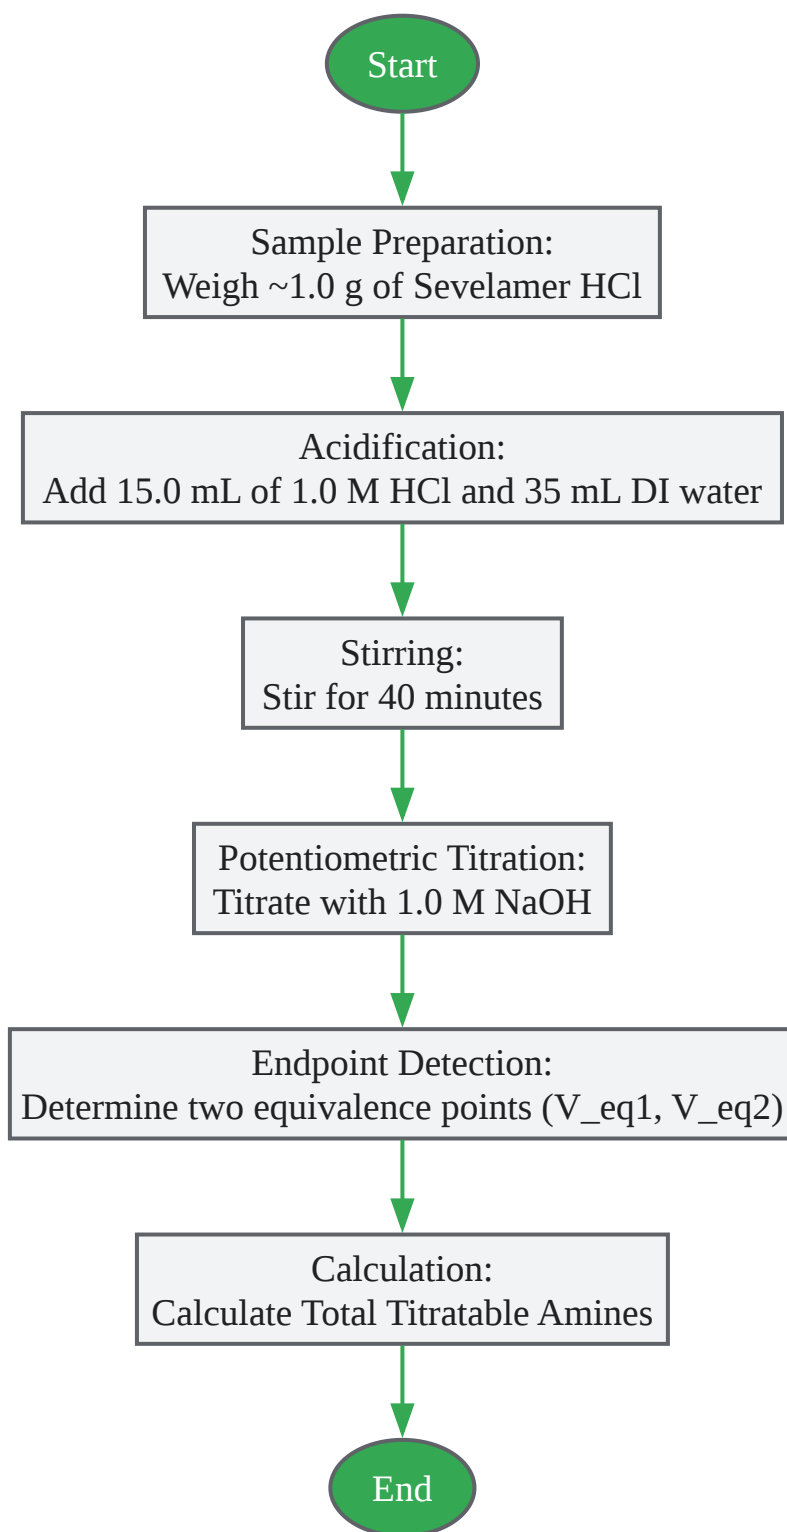 Start
Sample Preparation:
Weigh ~1.0 g of Sevelamer HCl
Acidification:
Add 15.0 mL of 1.0 M HCl and 35 mL DI water
Stirring:
Stir for 40 minutes
Potentiometric Titration:
Titrate with 1.0 M NaOH
Endpoint Detection:
Determine two equivalence points (V_eq1, V_eq2)
Calculation:
Calculate Total Titratable Amines
End